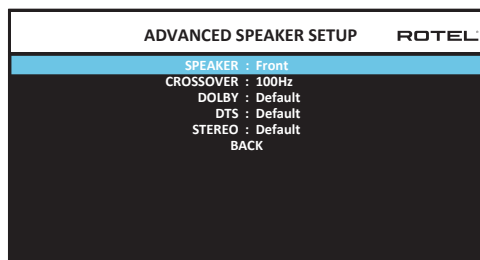 ADVANCED SPEAKER SETUP ROTEL
SPEAKER : Front
CROSSOVER : 100Hz
DOLBY : Default
DTS : Default
STEREO : Default
BACK